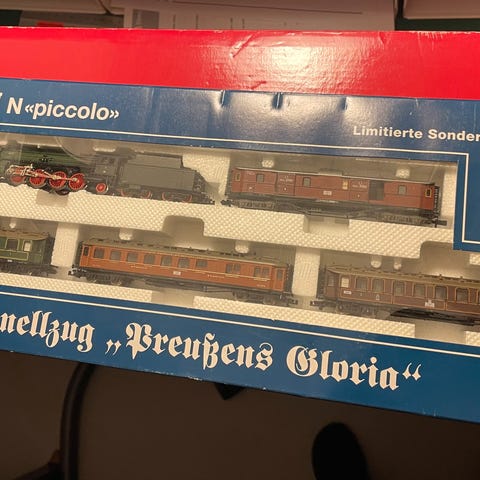 N «piccolo»
Limitierte Sonder
nellzug „Preußens Gloria“